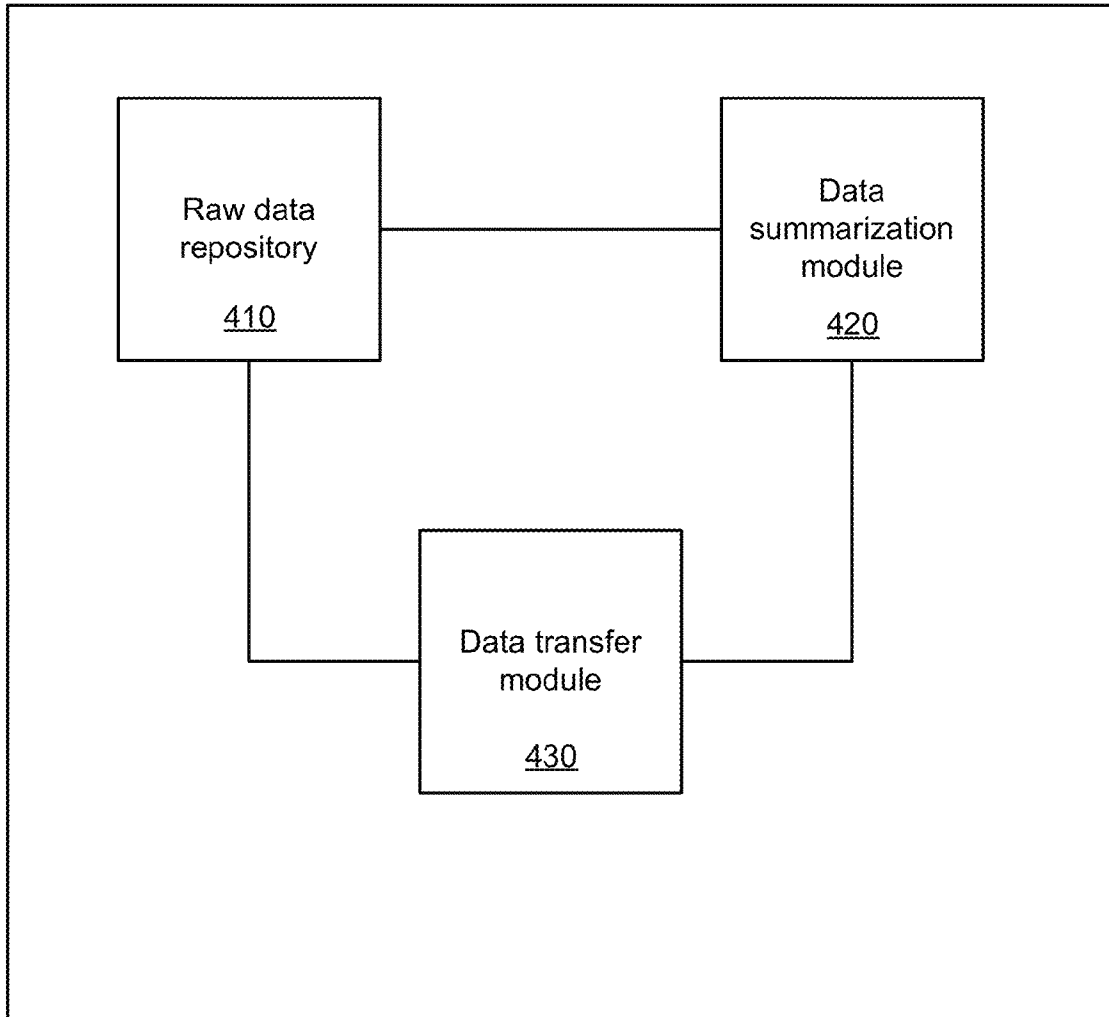 Raw data
repository
410
Data
summarization
module
420
Data transfer
module
430